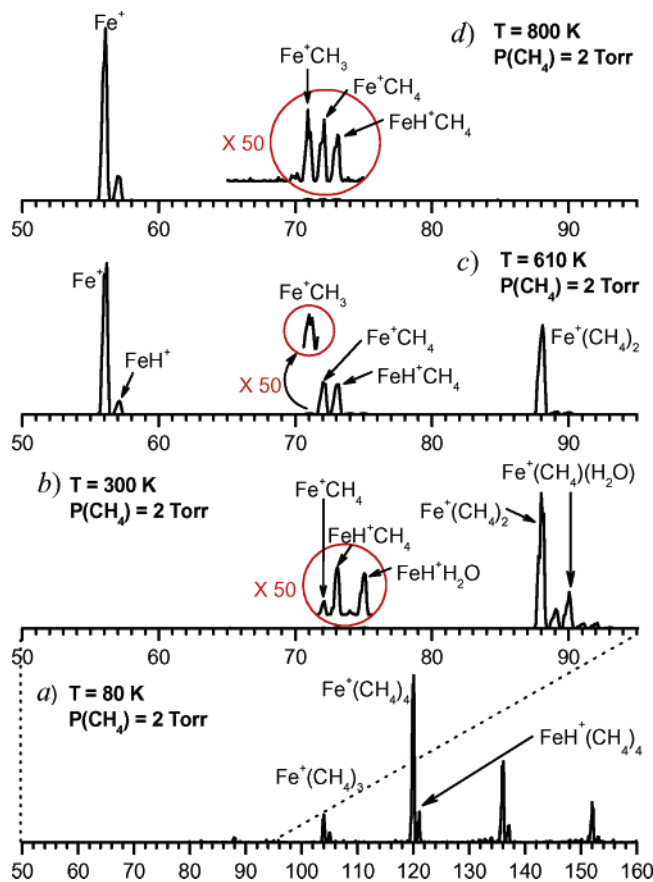 Fe⁺
d) T = 800 K
P(CH₄) = 2 Torr
Fe⁺CH₃
Fe⁺CH₄
FeH⁺CH₄
X 50
50 60 70 80 90
c) T = 610 K
P(CH₄) = 2 Torr
Fe⁺
Fe⁺CH₃
FeH⁺
Fe⁺CH₄
FeH⁺CH₄
X 50
Fe⁺(CH₄)₂
50 60 70 80 90
b) T = 300 K
P(CH₄) = 2 Torr
Fe⁺CH₄
FeH⁺CH₄
FeH⁺H₂O
X 50
Fe⁺(CH₄)(H₂O)
Fe⁺(CH₄)₂
50 60 70 80 90
a) T = 80 K
P(CH₄) = 2 Torr
Fe⁺(CH₄)₄
FeH⁺(CH₄)₄
Fe⁺(CH₄)₃
50 60 70 80 90 100 110 120 130 140 150 160